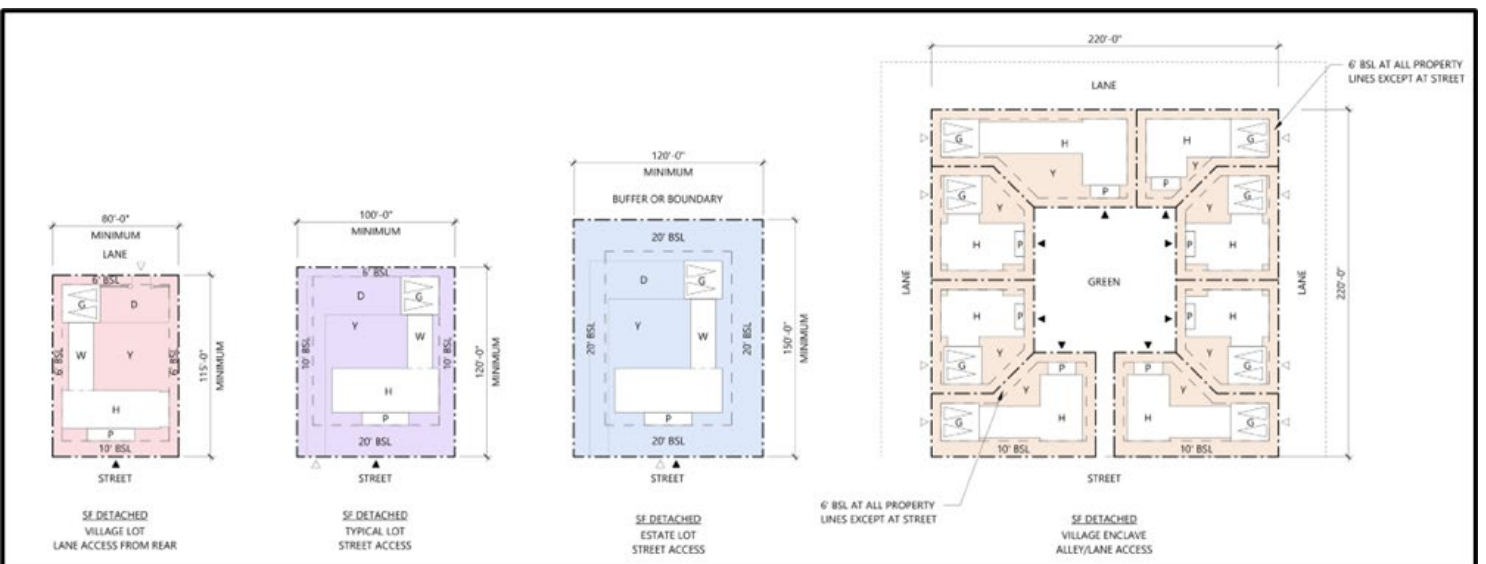 80'-0"
MINIMUM
LANE
6' BSL
G
D
6' BSL
W
Y
6' BSL
H
P
10' BSL
STREET
115'-0"
MINIMUM
SF DETACHED
VILLAGE LOT
LANE ACCESS FROM REAR
100'-0"
MINIMUM
6' BSL
D
G
Y
10' BSL
W
10' BSL
H
P
20' BSL
STREET
120'-0"
MINIMUM
SF DETACHED
TYPICAL LOT
STREET ACCESS
120'-0"
MINIMUM
BUFFER OR BOUNDARY
20' BSL
D
G
Y
20' BSL
W
20' BSL
P
20' BSL
STREET
150'-0"
MINIMUM
SF DETACHED
ESTATE LOT
STREET ACCESS
220'-0"
6' BSL AT ALL PROPERTY
LINES EXCEPT AT STREET
LANE
G
H
H
G
Y
Y
P
P
G
Y
Y
G
H
P
P
H
LANE
GREEN
LANE
220'-0"
H
P
P
H
G
Y
Y
G
P
P
Y
Y
G
H
H
G
10' BSL
10' BSL
STREET
6' BSL AT ALL PROPERTY
LINES EXCEPT AT STREET
SF DETACHED
VILLAGE ENCLAVE
ALLEY/LANE ACCESS